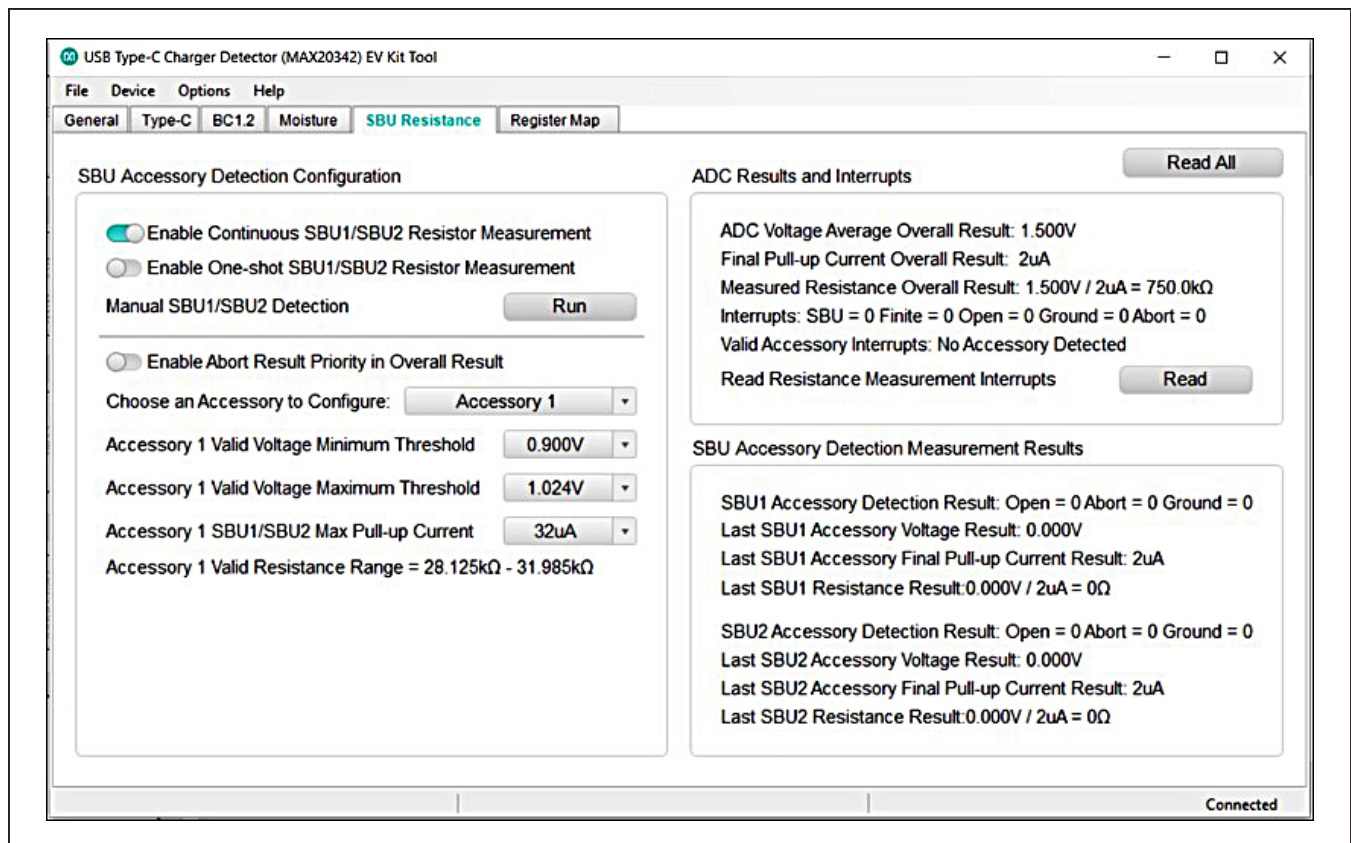 USB Type-C Charger Detector (MAX20342) EV Kit Tool
File Device Options Help
General Type-C BC1.2 Moisture SBU Resistance Register Map
Read All
SBU Accessory Detection Configuration
Enable Continuous SBU1/SBU2 Resistor Measurement
Enable One-shot SBU1/SBU2 Resistor Measurement
Manual SBU1/SBU2 Detection Run
Enable Abort Result Priority in Overall Result
Choose an Accessory to Configure: Accessory 1
Accessory 1 Valid Voltage Minimum Threshold 0.900V
Accessory 1 Valid Voltage Maximum Threshold 1.024V
Accessory 1 SBU1/SBU2 Max Pull-up Current 32uA
Accessory 1 Valid Resistance Range = 28.125kΩ - 31.985kΩ
ADC Results and Interrupts
ADC Voltage Average Overall Result: 1.500V
Final Pull-up Current Overall Result: 2uA
Measured Resistance Overall Result: 1.500V / 2uA = 750.0kΩ
Interrupts: SBU = 0 Finite = 0 Open = 0 Ground = 0 Abort = 0
Valid Accessory Interrupts: No Accessory Detected
Read Resistance Measurement Interrupts Read
SBU Accessory Detection Measurement Results
SBU1 Accessory Detection Result: Open = 0 Abort = 0 Ground = 0
Last SBU1 Accessory Voltage Result: 0.000V
Last SBU1 Accessory Final Pull-up Current Result: 2uA
Last SBU1 Resistance Result:0.000V / 2uA = 0Ω
SBU2 Accessory Detection Result: Open = 0 Abort = 0 Ground = 0
Last SBU2 Accessory Voltage Result: 0.000V
Last SBU2 Accessory Final Pull-up Current Result: 2uA
Last SBU2 Resistance Result:0.000V / 2uA = 0Ω
Connected